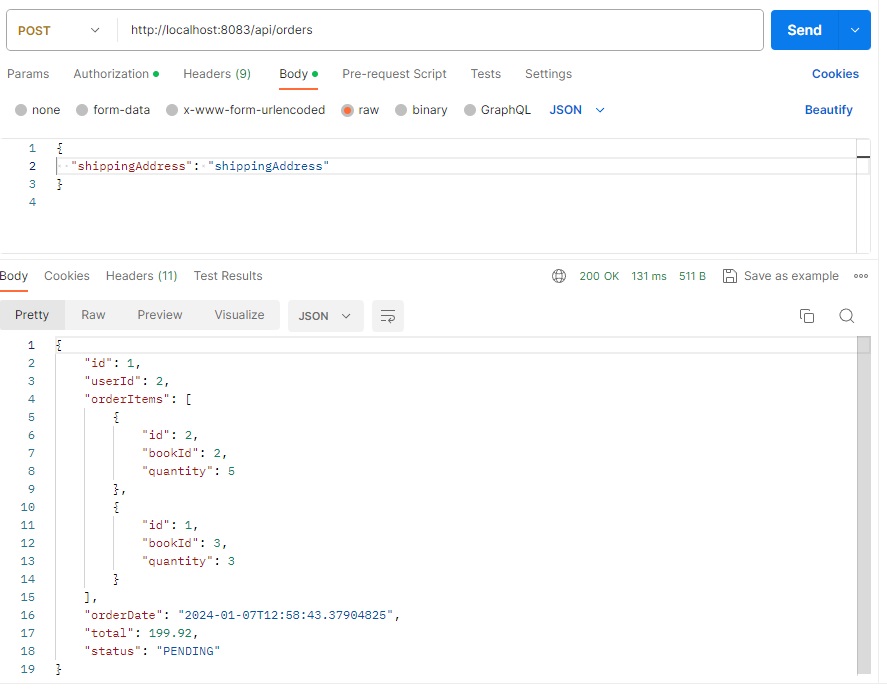 POST http://localhost:8083/api/orders Send
Params Authorization Headers (9) Body Pre-request Script Tests Settings Cookies
none form-data x-www-form-urlencoded raw binary GraphQL JSON Beautify
1 {
2 "shippingAddress": "shippingAddress"
3 }
4
Body Cookies Headers (11) Test Results 200 OK 131 ms 511 B Save as example
Pretty Raw Preview Visualize JSON
1 {
2 "id": 1,
3 "userId": 2,
4 "orderItems": [
5 {
6 "id": 2,
7 "bookId": 2,
8 "quantity": 5
9 },
10 {
11 "id": 1,
12 "bookId": 3,
13 "quantity": 3
14 }
15 ],
16 "orderDate": "2024-01-07T12:58:43.37904825",
17 "total": 199.92,
18 "status": "PENDING"
19 }